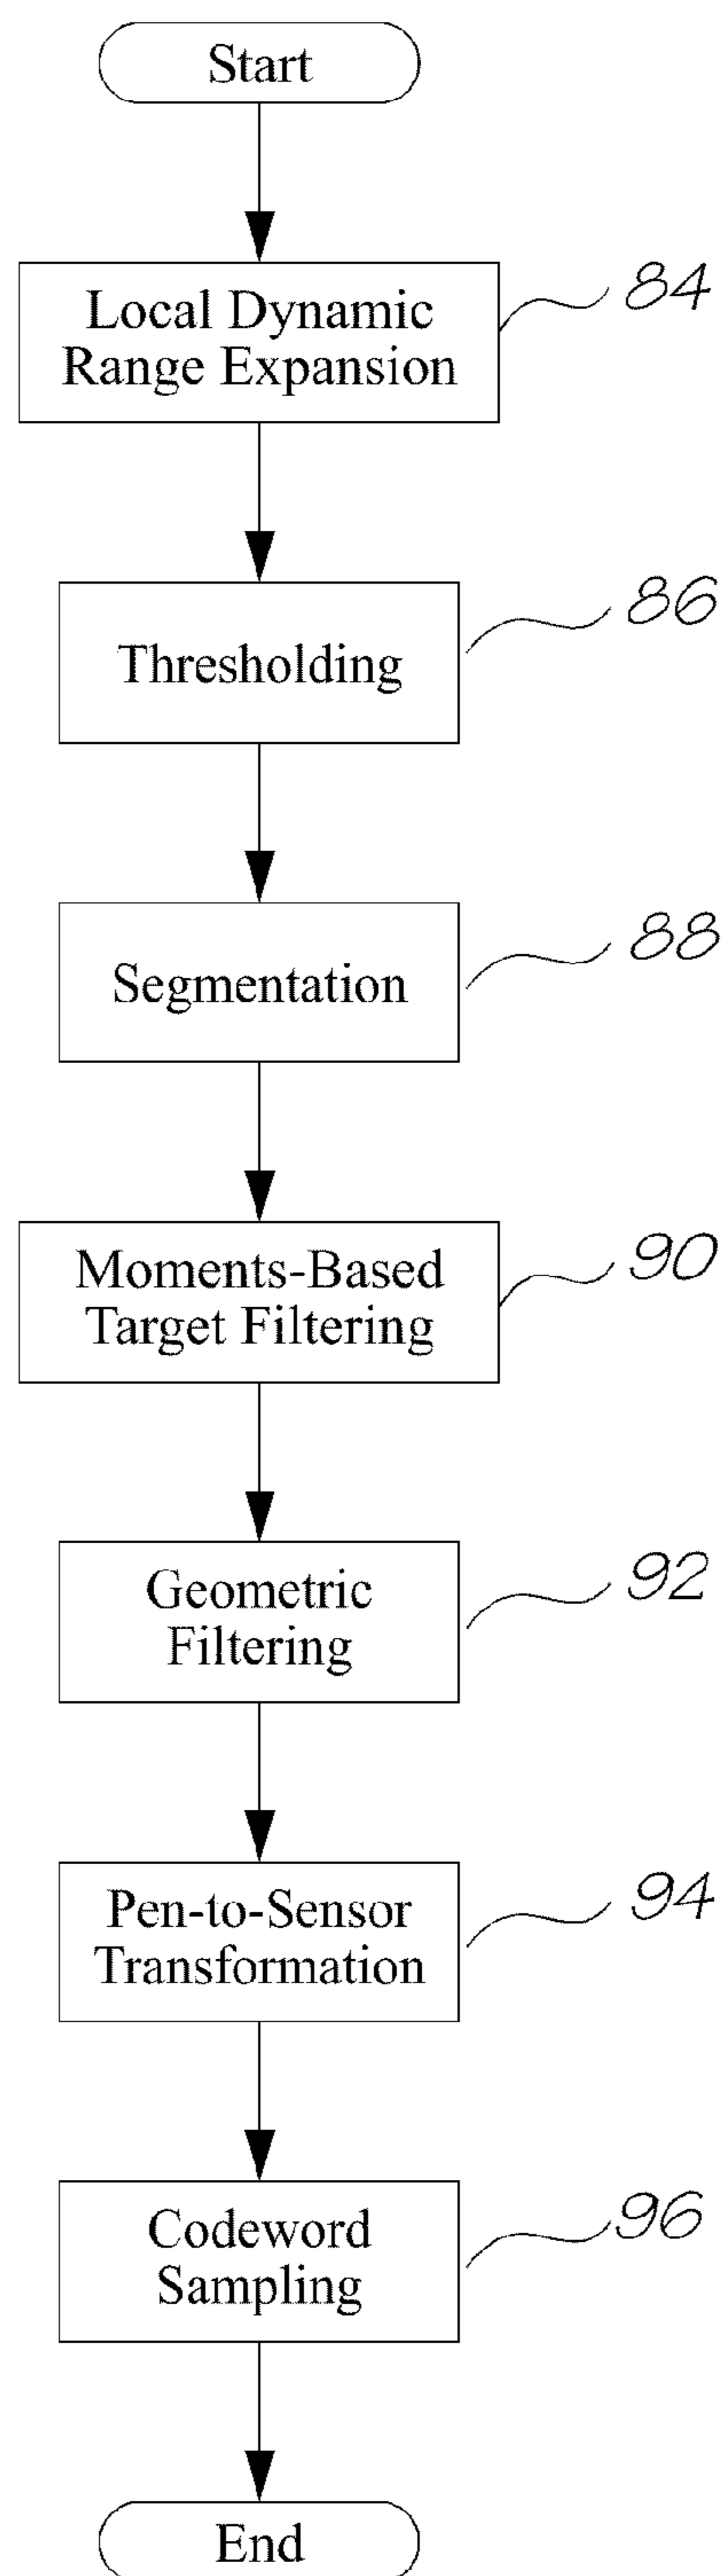 Start
Local Dynamic
Range Expansion
84
Thresholding
86
Segmentation
88
Moments-Based
Target Filtering
90
Geometric
Filtering
92
Pen-to-Sensor
Transformation
94
Codeword
Sampling
96
End